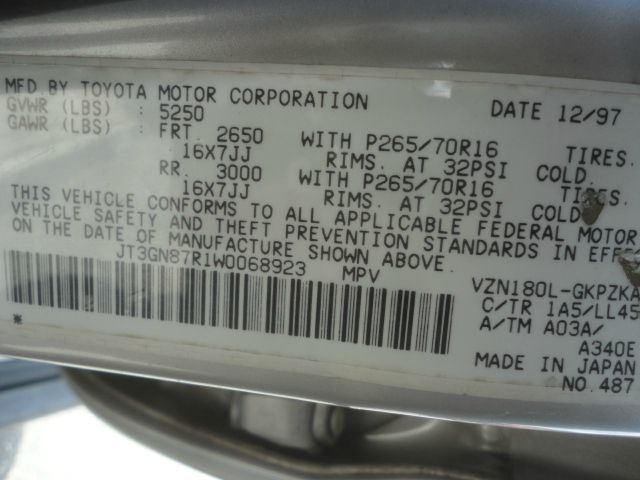 MFD BY TOYOTA MOTOR CORPORATION DATE 12/97
GVWR (LBS) : 5250
GAWR (LBS) : FRT. 2650 WITH P265/70R16 TIRES.
16X7JJ RIMS. AT 32PSI COLD.
RR. 3000 WITH P265/70R16 TIRES.
16X7JJ RIMS. AT 32PSI COLD
THIS VEHICLE CONFORMS TO ALL APPLICABLE FEDERAL MOTOR
VEHICLE SAFETY AND THEFT PREVENTION STANDARDS IN EFF
ON THE DATE OF MANUFACTURE SHOWN ABOVE.
JT3GN87R1W0068923 MPV
VZN180L-GKPZKA
C/TR 1A5/LL45
A/TM A03A/
A340E
MADE IN JAPAN
NO.487
*